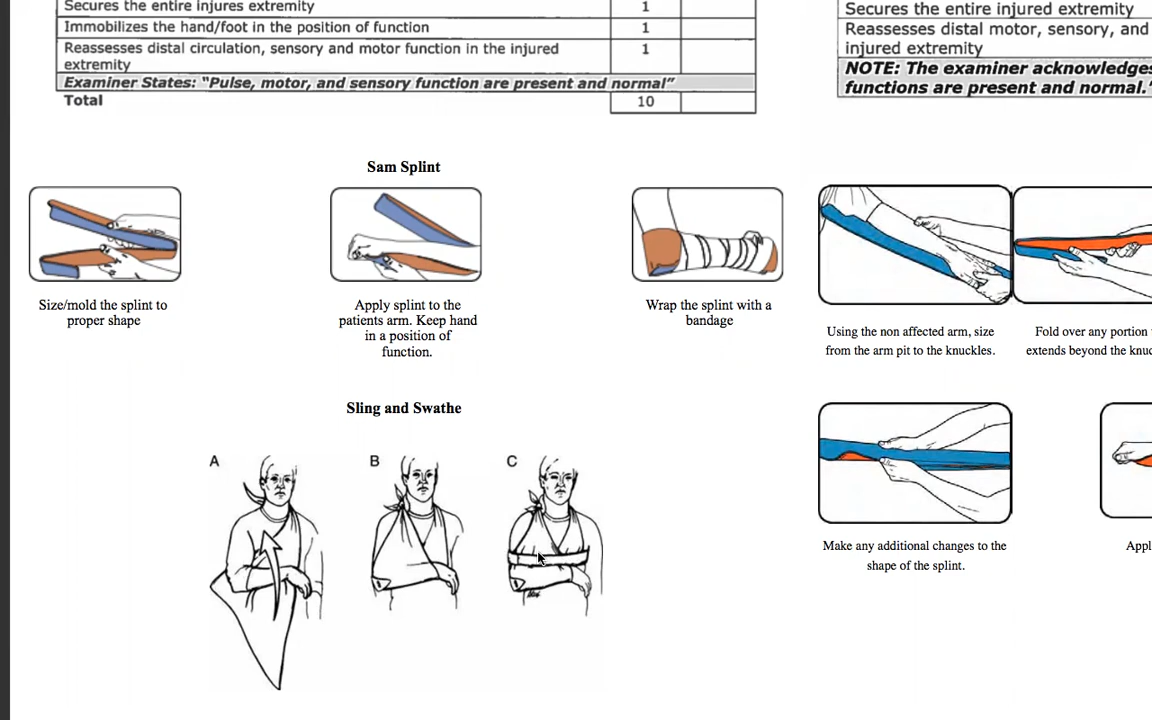 Secures the entire injures extremity 1
Immobilizes the hand/foot in the position of function 1
Reassesses distal circulation, sensory and motor function in the injured 1
extremity
Examiner States: "Pulse, motor, and sensory function are present and normal"
Total 10
Sam Splint
Size/mold the splint to
proper shape
Apply splint to the
patients arm. Keep hand
in a position of
function.
Wrap the splint with a
bandage
Sling and Swathe
A B C
Secures the entire injured extremity
Reassesses distal motor, sensory, and
injured extremity
NOTE: The examiner acknowledges
functions are present and normal."
Using the non affected arm, size
from the arm pit to the knuckles.
Fold over any portion
extends beyond the knuc
Make any additional changes to the
shape of the splint.
Appl